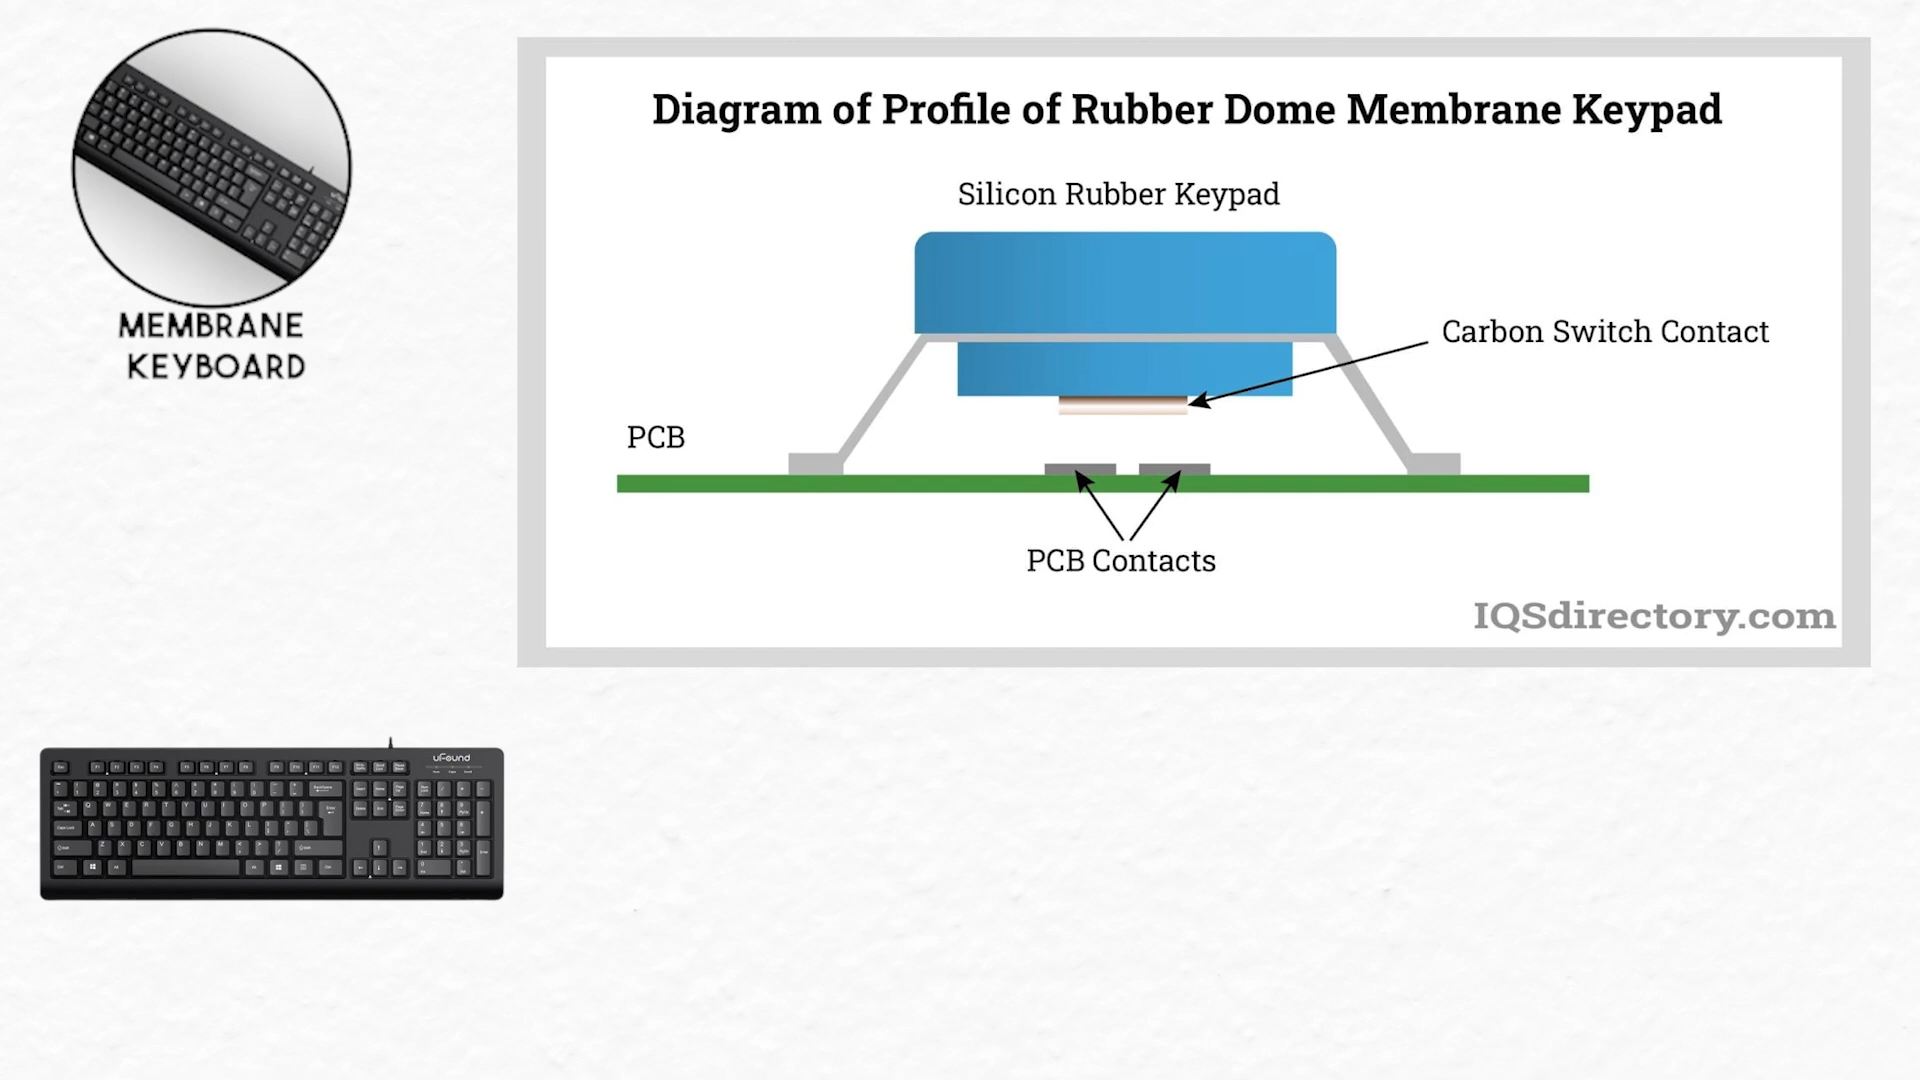 MEMBRANE
KEYBOARD
Diagram of Profile of Rubber Dome Membrane Keypad
Silicon Rubber Keypad
Carbon Switch Contact
PCB
PCB Contacts
IQSdirectory.com
uFound